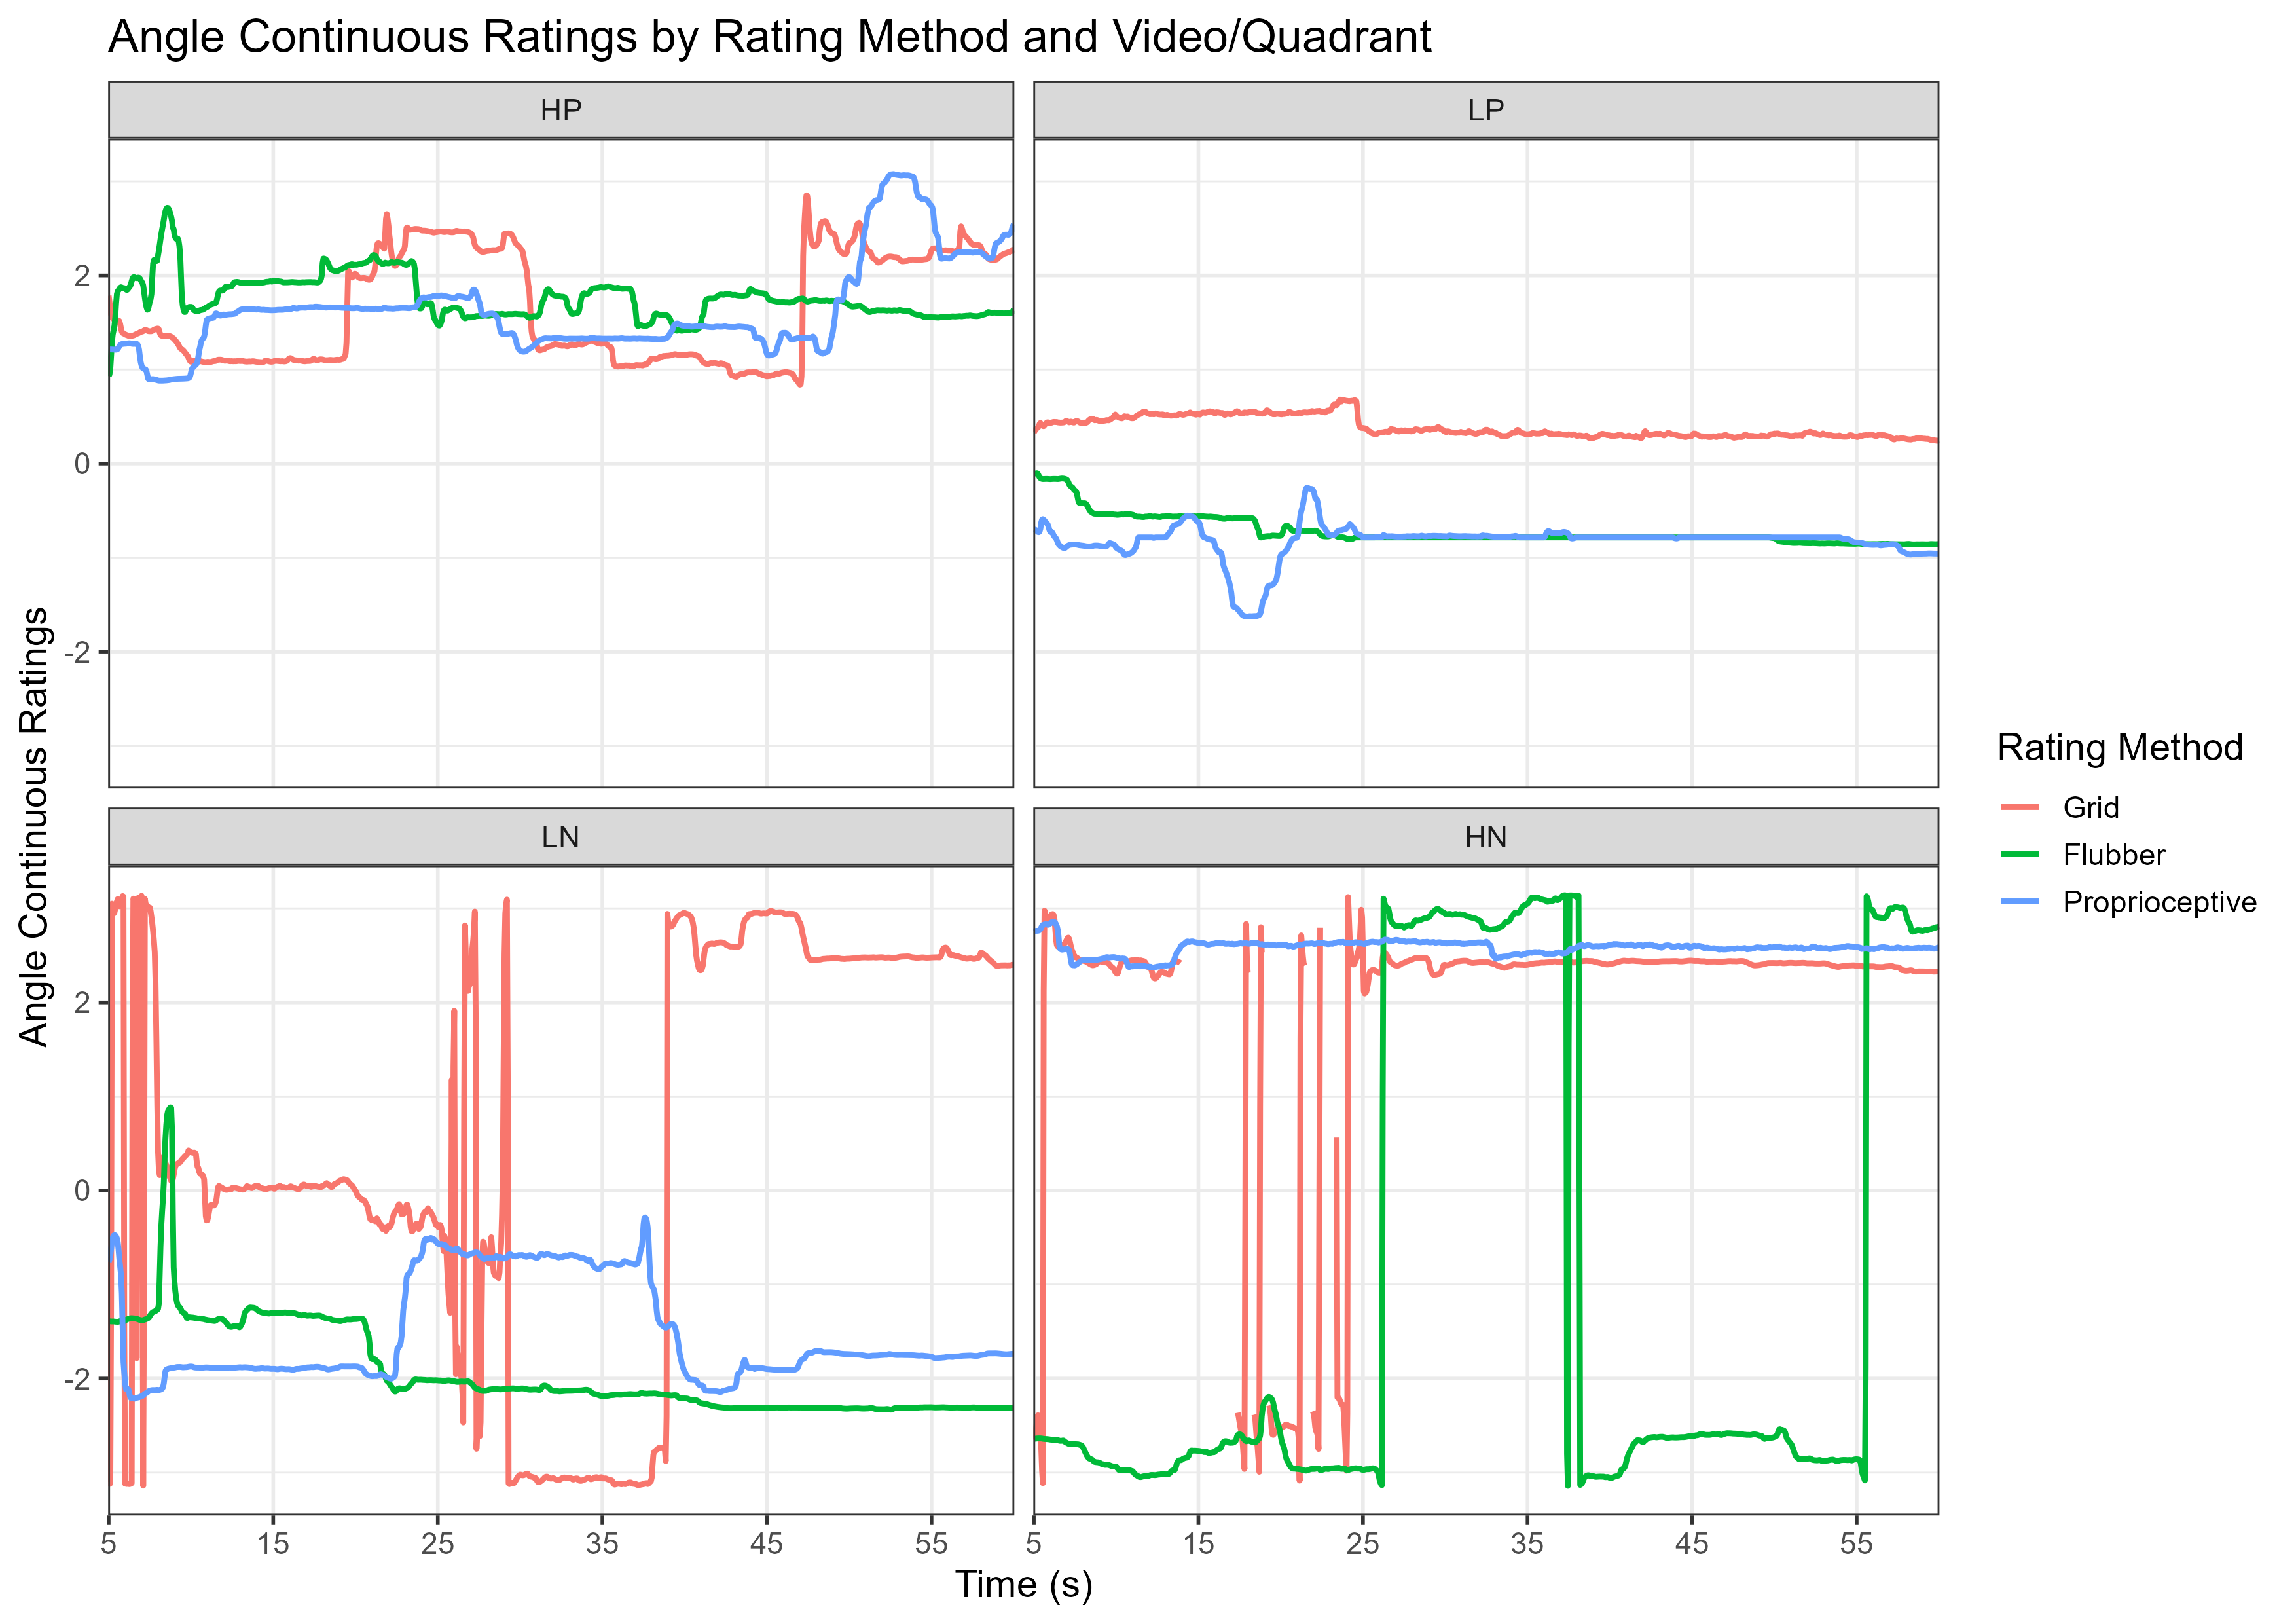 Angle Continuous Ratings by Rating Method and Video/Quadrant
HP
LP
2
0
-2
LN
HN
2
0
-2
5
15
25
35
45
55
5
15
25
35
45
55
Time (s)
Angle Continuous Ratings
Rating Method
Grid
Flubber
Proprioceptive